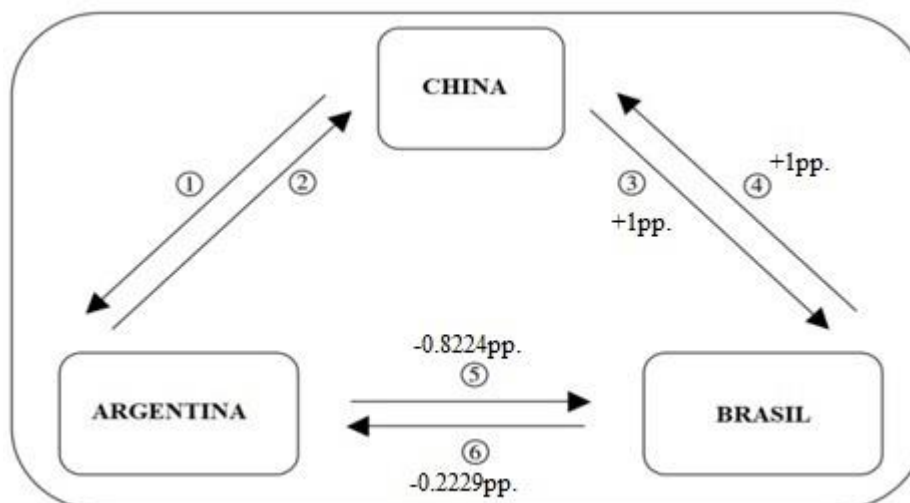 CHINA
① ②
③ ④ +1pp.
+1pp.
-0.8224pp.
⑤
ARGENTINA
BRASIL
⑥
-0.2229pp.